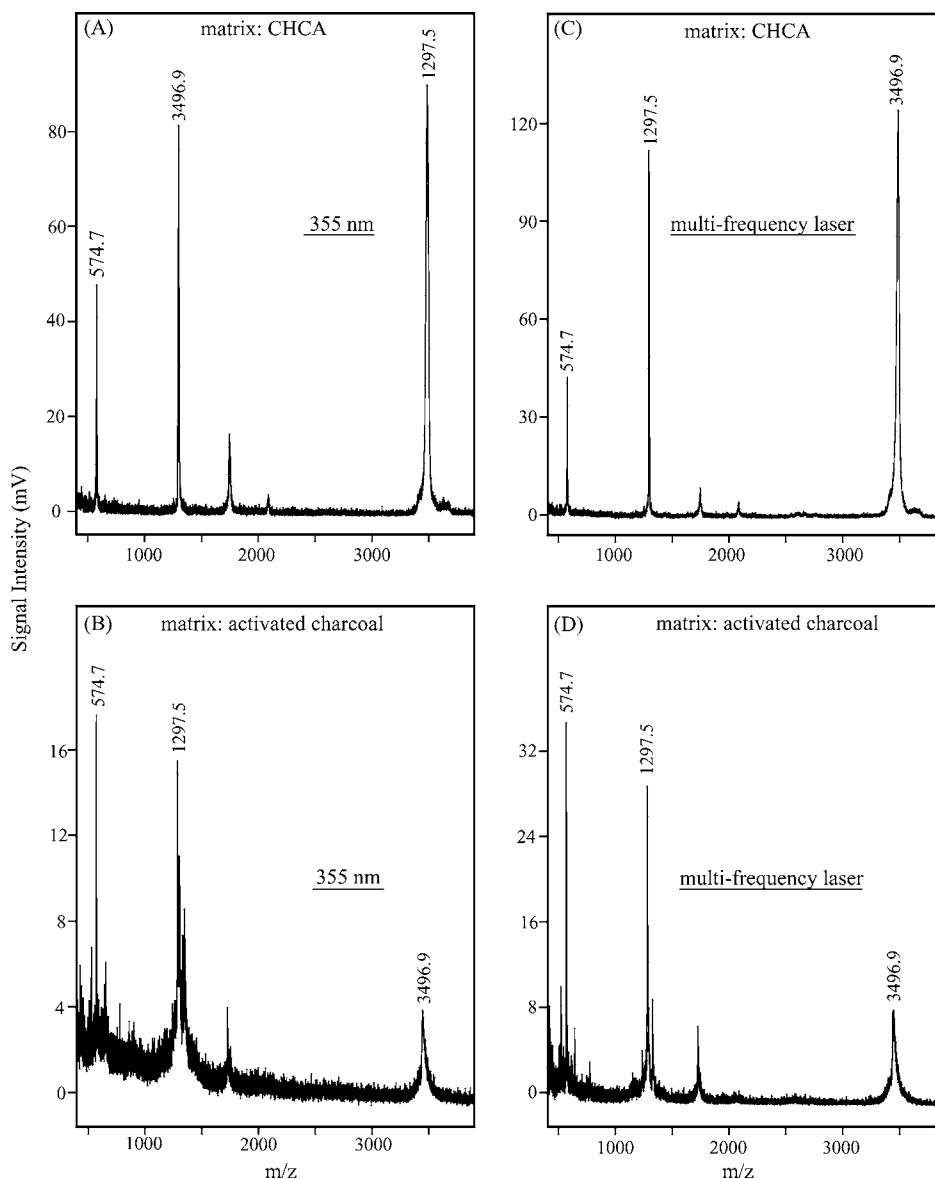 (A)
matrix: CHCA
574.7
3496.9
1297.5
355 nm
80
60
40
20
0
1000
2000
3000
(C)
matrix: CHCA
574.7
1297.5
3496.9
multi-frequency laser
120
90
60
30
0
1000
2000
3000
Signal Intensity (mV)
(B)
matrix: activated charcoal
574.7
1297.5
3496.9
355 nm
16
12
8
4
0
1000
2000
3000
m/z
(D)
matrix: activated charcoal
574.7
1297.5
3496.9
multi-frequency laser
32
24
16
8
0
1000
2000
3000
m/z